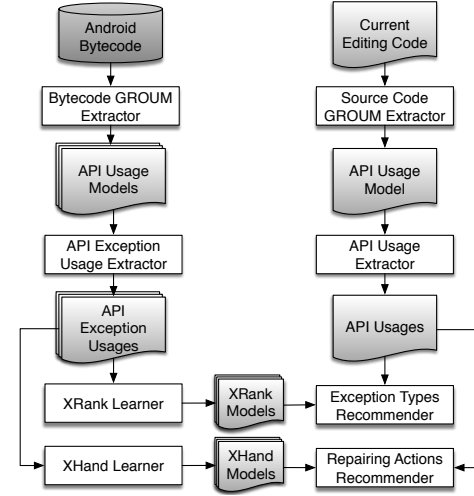 Android
Bytecode
Current
Editing Code
Bytecode GROUM
Extractor
Source Code
GROUM Extractor
API Usage
Models
API Usage
Model
API Exception
Usage Extractor
API Usage
Extractor
API
Exception
Usages
API Usages
XRank Learner
XRank
Models
Exception Types
Recommender
XHand Learner
XHand
Models
Repairing Actions
Recommender